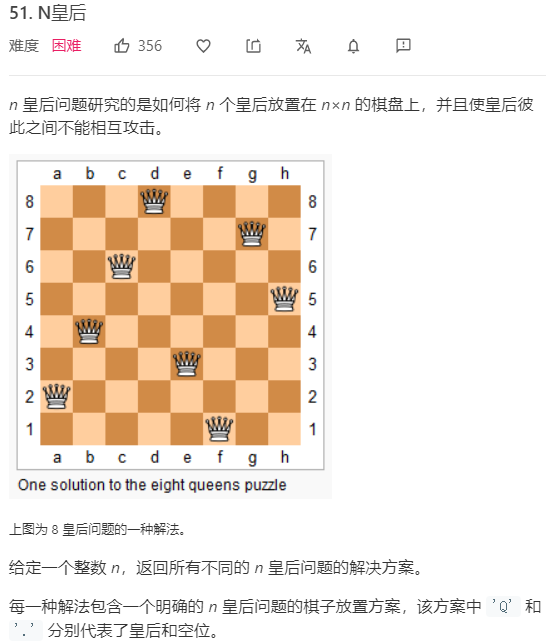 51. N皇后
难度 困难 356
n 皇后问题研究的是如何将 n 个皇后放置在 n×n 的棋盘上，并且使皇后彼
此之间不能相互攻击。
a b c d e f g h
8 8
7 7
6 6
5 5
4 4
3 3
2 2
1 1
a b c d e f g h
One solution to the eight queens puzzle
上图为 8 皇后问题的一种解法。
给定一个整数 n，返回所有不同的 n 皇后问题的解决方案。
每一种解法包含一个明确的 n 皇后问题的棋子放置方案，该方案中 'Q' 和
'.' 分别代表了皇后和空位。